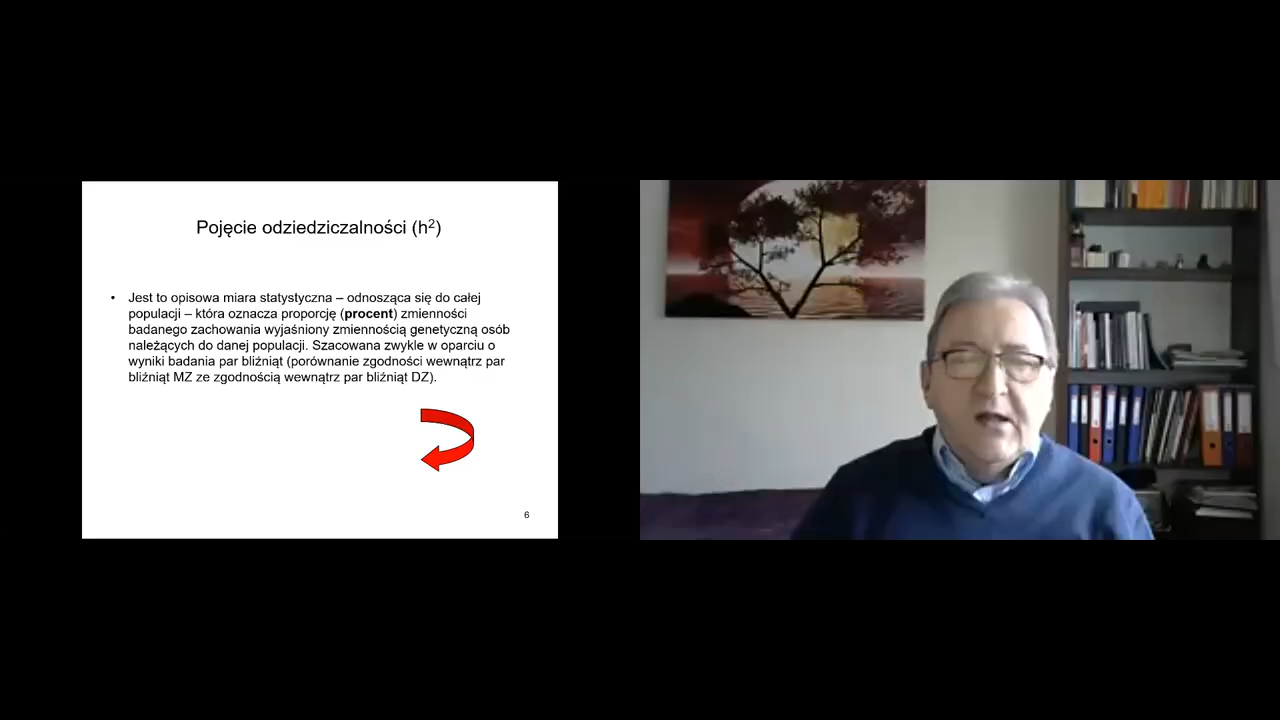 Pojęcie odziedziczalności (h²)
• Jest to opisowa miara statystyczna – odnosząca się do całej
populacji – która oznacza proporcję (procent) zmienności
badanego zachowania wyjaśniony zmiennością genetyczną osób
należących do danej populacji. Szacowana zwykle w oparciu o
wyniki badania par bliźniąt (porównanie zgodności wewnątrz par
bliźniąt MZ ze zgodnością wewnątrz par bliźniąt DZ).
6